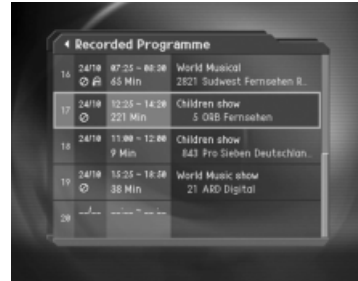 Recorded Programme
16 24/10 07:25 ~ 08:30 World Musical
65 Min 2821 Sudwest Fernsehen R..
17 24/10 12:25 ~ 14:20 Children show
221 Min 5 ORB Fernsehen
18 24/10 11:00 ~ 12:00 Children show
9 Min 843 Pro Sieben Deutschlan..
19 24/10 15:25 ~ 18:50 World Music show
38 Min 21 ARD Digital
20 --/-- --:-- ~ --:--